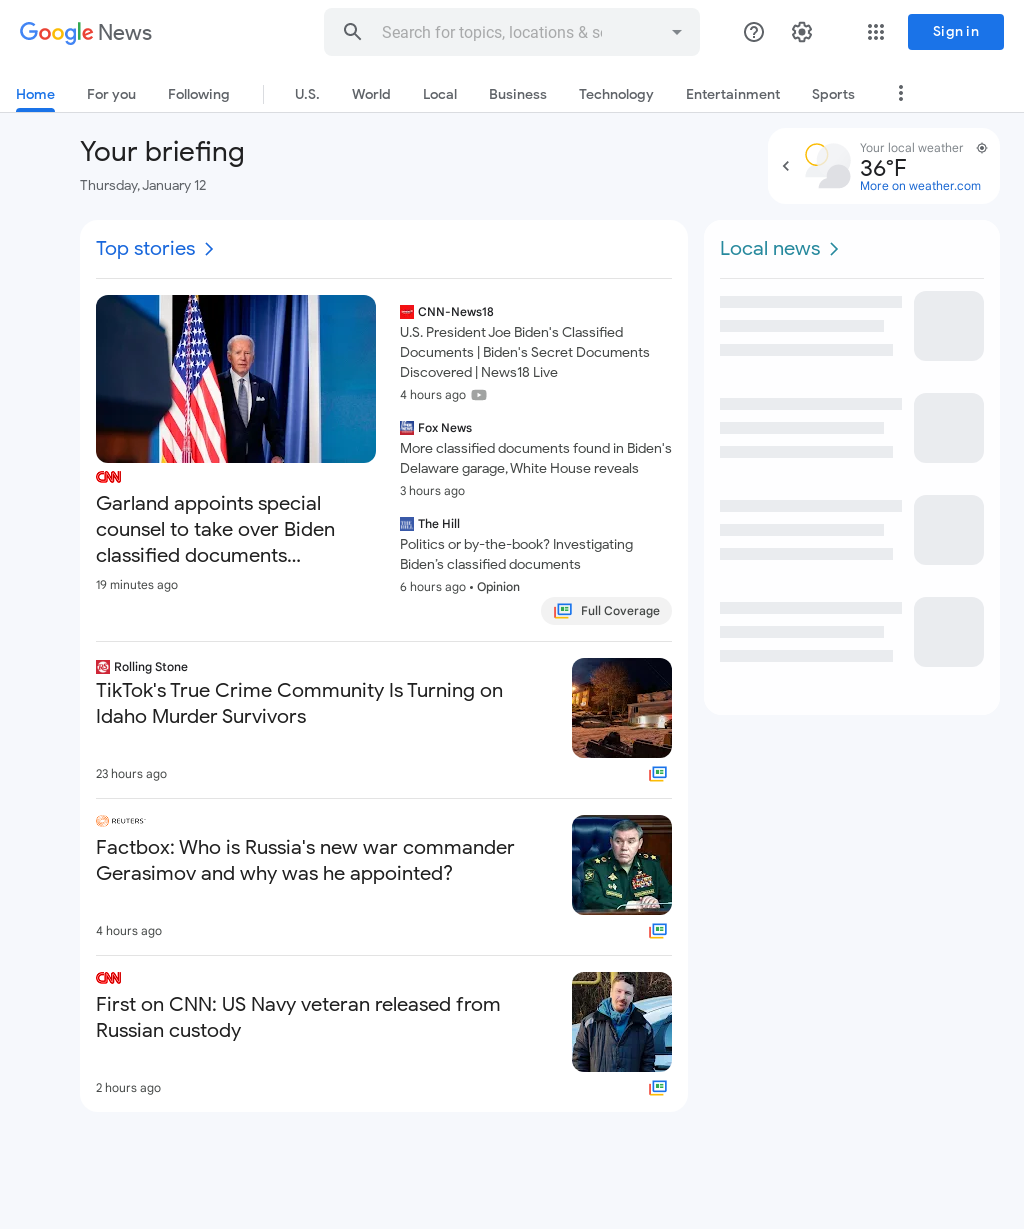 Google News
Search for topics, locations & s
Sign in
Home
For you
Following
U.S.
World
Local
Business
Technology
Entertainment
Sports
Your briefing
Thursday, January 12
Your local weather
36°F
More on weather.com
Top stories
CNN
Garland appoints special
counsel to take over Biden
classified documents...
19 minutes ago
CNN-News18
U.S. President Joe Biden's Classified
Documents | Biden's Secret Documents
Discovered | News18 Live
4 hours ago
Fox News
More classified documents found in Biden's
Delaware garage, White House reveals
3 hours ago
THE HILL
The Hill
Politics or by-the-book? Investigating
Biden’s classified documents
6 hours ago • Opinion
Full Coverage
Rolling Stone
TikTok's True Crime Community Is Turning on
Idaho Murder Survivors
23 hours ago
REUTERS
Factbox: Who is Russia's new war commander
Gerasimov and why was he appointed?
4 hours ago
CNN
First on CNN: US Navy veteran released from
Russian custody
2 hours ago
Local news